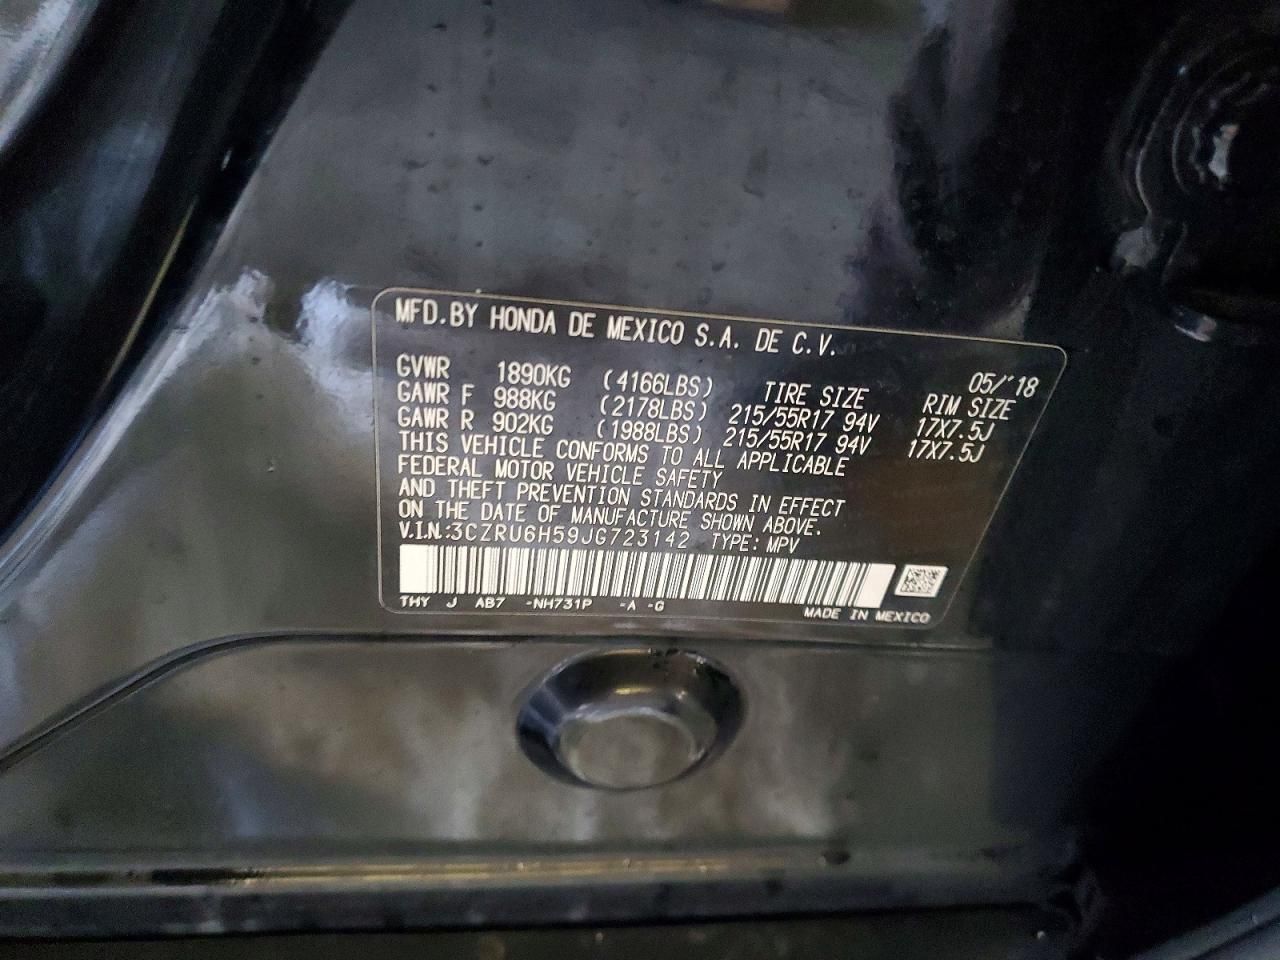 MFD.BY HONDA DE MEXICO S.A. DE C.V.
05/'18
GVWR 1890KG (4166LBS) TIRE SIZE RIM SIZE
GAWR F 988KG (2178LBS) 215/55R17 94V 17X7.5J
GAWR R 902KG (1988LBS) 215/55R17 94V 17X7.5J
THIS VEHICLE CONFORMS TO ALL APPLICABLE
FEDERAL MOTOR VEHICLE SAFETY
AND THEFT PREVENTION STANDARDS IN EFFECT
ON THE DATE OF MANUFACTURE SHOWN ABOVE.
V.I.N.:3CZRU6H59JG723142 TYPE: MPV
THY J AB7 -NH731P -A -G
MADE IN MEXICO